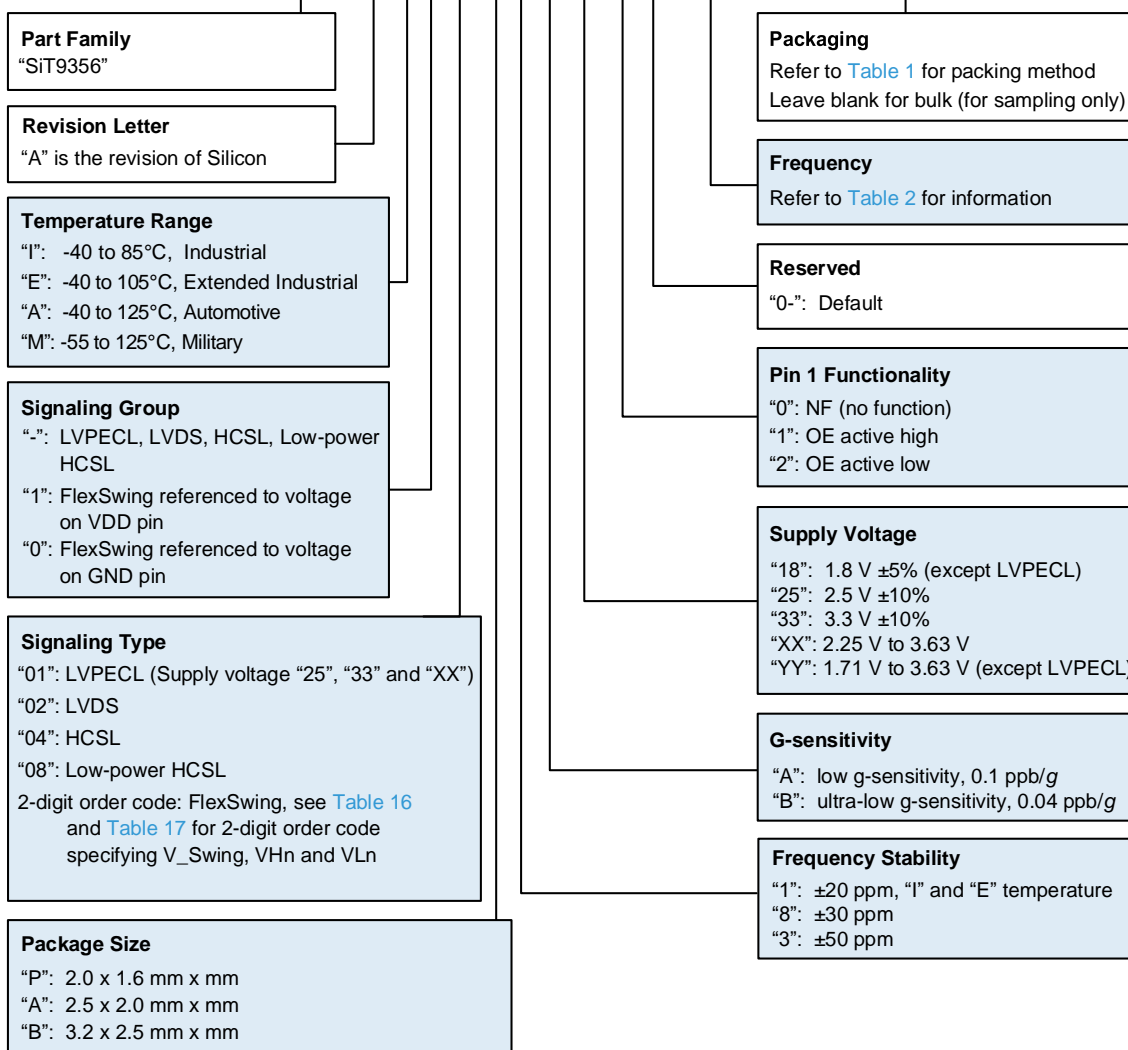 Part Family
“SiT9356”
Revision Letter
“A” is the revision of Silicon
Temperature Range
“I”: -40 to 85°C, Industrial
“E”: -40 to 105°C, Extended Industrial
“A”: -40 to 125°C, Automotive
“M”: -55 to 125°C, Military
Signaling Group
“-”: LVPECL, LVDS, HCSL, Low-power
HCSL
“1”: FlexSwing referenced to voltage
on VDD pin
“0”: FlexSwing referenced to voltage
on GND pin
Signaling Type
“01”: LVPECL (Supply voltage “25”, “33” and “XX”)
“02”: LVDS
“04”: HCSL
“08”: Low-power HCSL
2-digit order code: FlexSwing, see Table 16
and Table 17 for 2-digit order code
specifying V_Swing, VHn and VLn
Package Size
“P”: 2.0 x 1.6 mm x mm
“A”: 2.5 x 2.0 mm x mm
“B”: 3.2 x 2.5 mm x mm
Packaging
Refer to Table 1 for packing method
Leave blank for bulk (for sampling only)
Frequency
Refer to Table 2 for information
Reserved
“0-”: Default
Pin 1 Functionality
“0”: NF (no function)
“1”: OE active high
“2”: OE active low
Supply Voltage
“18”: 1.8 V ±5% (except LVPECL)
“25”: 2.5 V ±10%
“33”: 3.3 V ±10%
“XX”: 2.25 V to 3.63 V
“YY”: 1.71 V to 3.63 V (except LVPECL)
G-sensitivity
“A”: low g-sensitivity, 0.1 ppb/g
“B”: ultra-low g-sensitivity, 0.04 ppb/g
Frequency Stability
“1”: ±20 ppm, “I” and “E” temperature
“8”: ±30 ppm
“3”: ±50 ppm